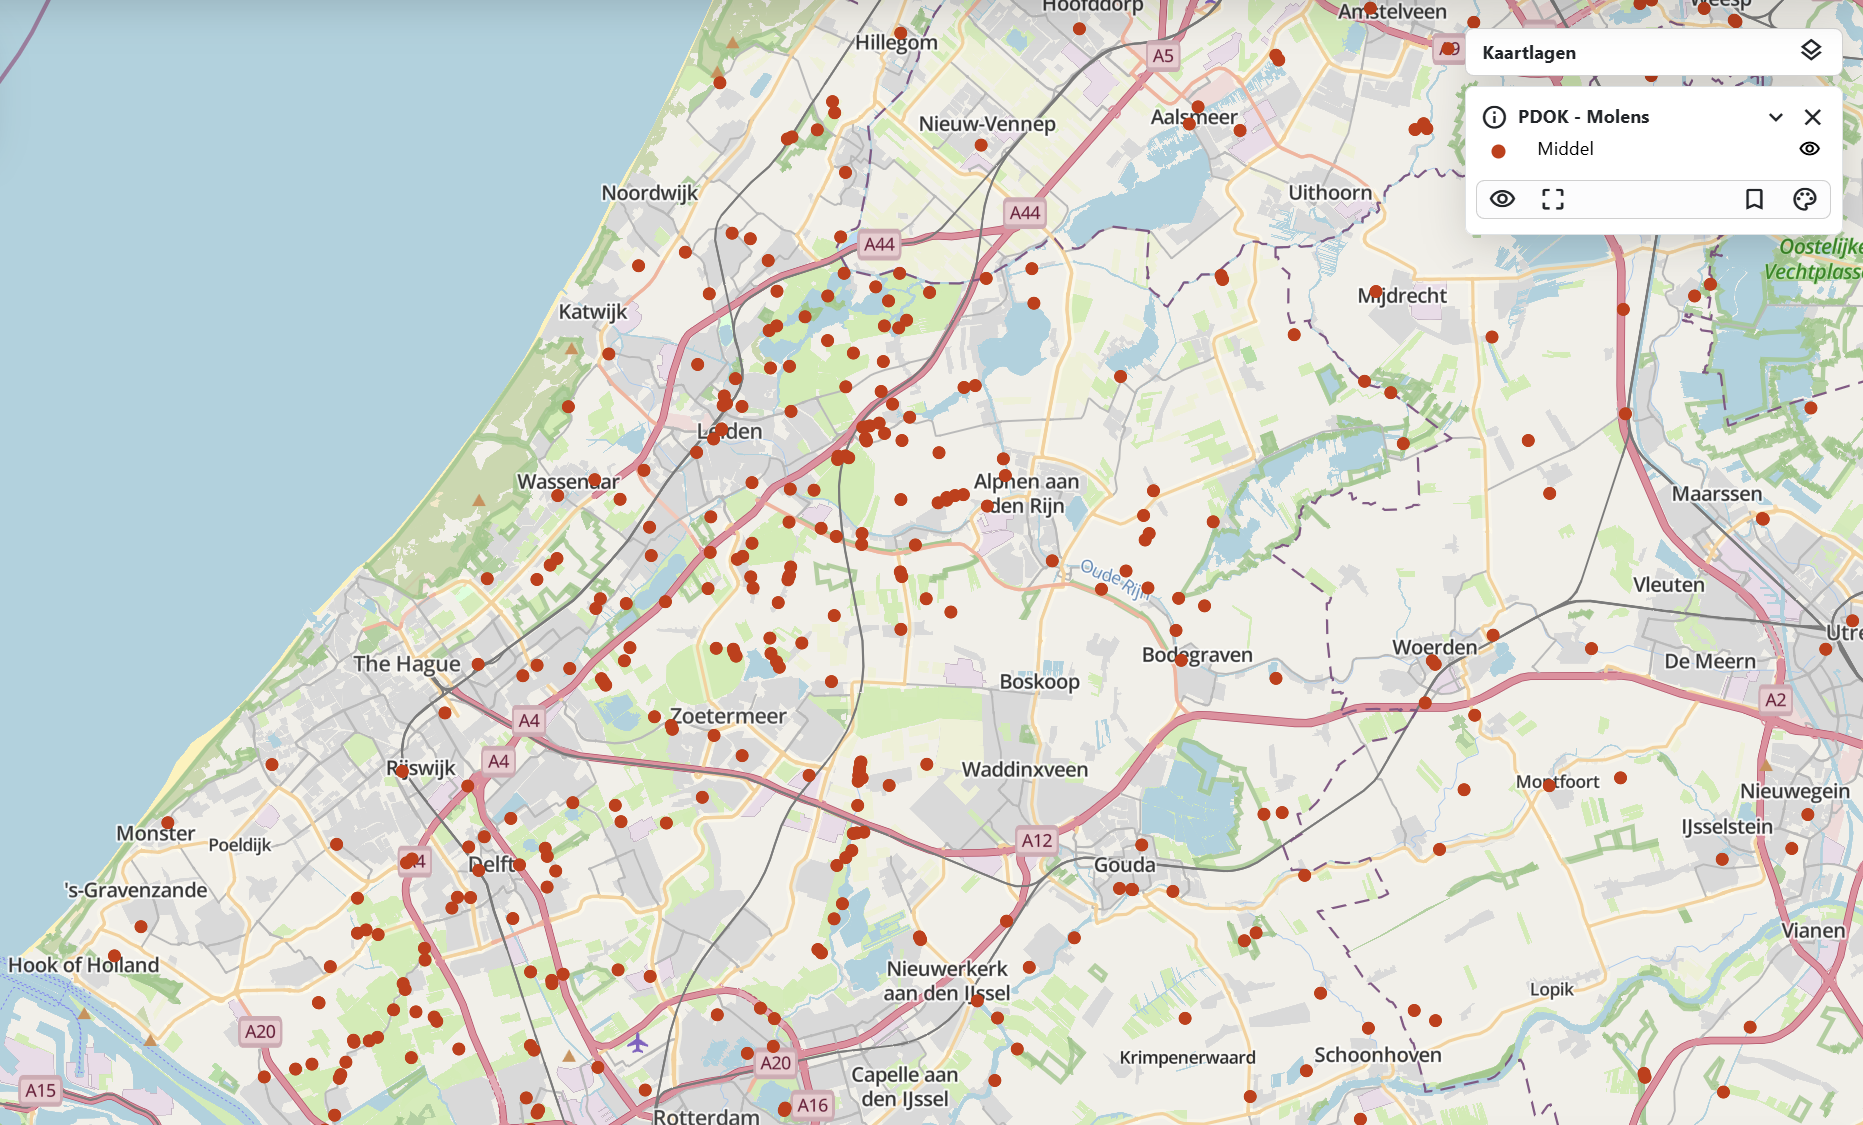 Hoofddorp
Amstelveen
Weesp
Hillegom
A5
A9
Kaartlagen
Nieuw-Vennep
Aalsmeer
PDOK - Molens
Middel
Noordwijk
Uithoorn
A44
A44
Oostelijke
Vechtplass
Katwijk
Mijdrecht
Leiden
Wassenaar
Alphen aan
den Rijn
Maarssen
Oude Rijn
Vleuten
Utre
The Hague
Bodegraven
Woerden
De Meern
Boskoop
A2
A4
Zoetermeer
A4
Rijswijk
Waddinxveen
Montfoort
Nieuwegein
Monster
Poeldijk
A12
IJsselstein
A4
Delft
Gouda
's-Gravenzande
Vianen
Hook of Holland
Nieuwerkerk
aan den IJssel
Lopik
A20
A20
Krimpenerwaard
Schoonhoven
A15
Capelle aan
den IJssel
A16
Rotterdam